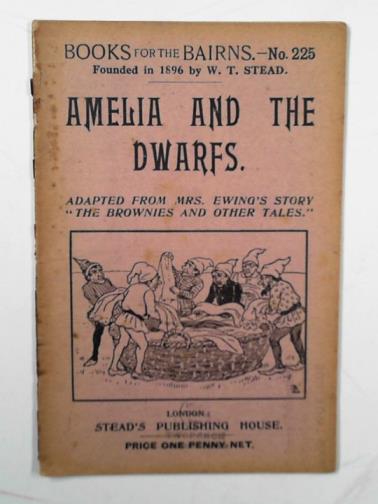 BOOKS FOR THE BAIRNS.—No. 225
Founded in 1896 by W. T. STEAD.
AMELIA AND THE
DWARFS.
ADAPTED FROM MRS. EWING'S STORY
"THE BROWNIES AND OTHER TALES."
LONDON:
STEAD'S PUBLISHING HOUSE.
PRICE ONE PENNY NET.